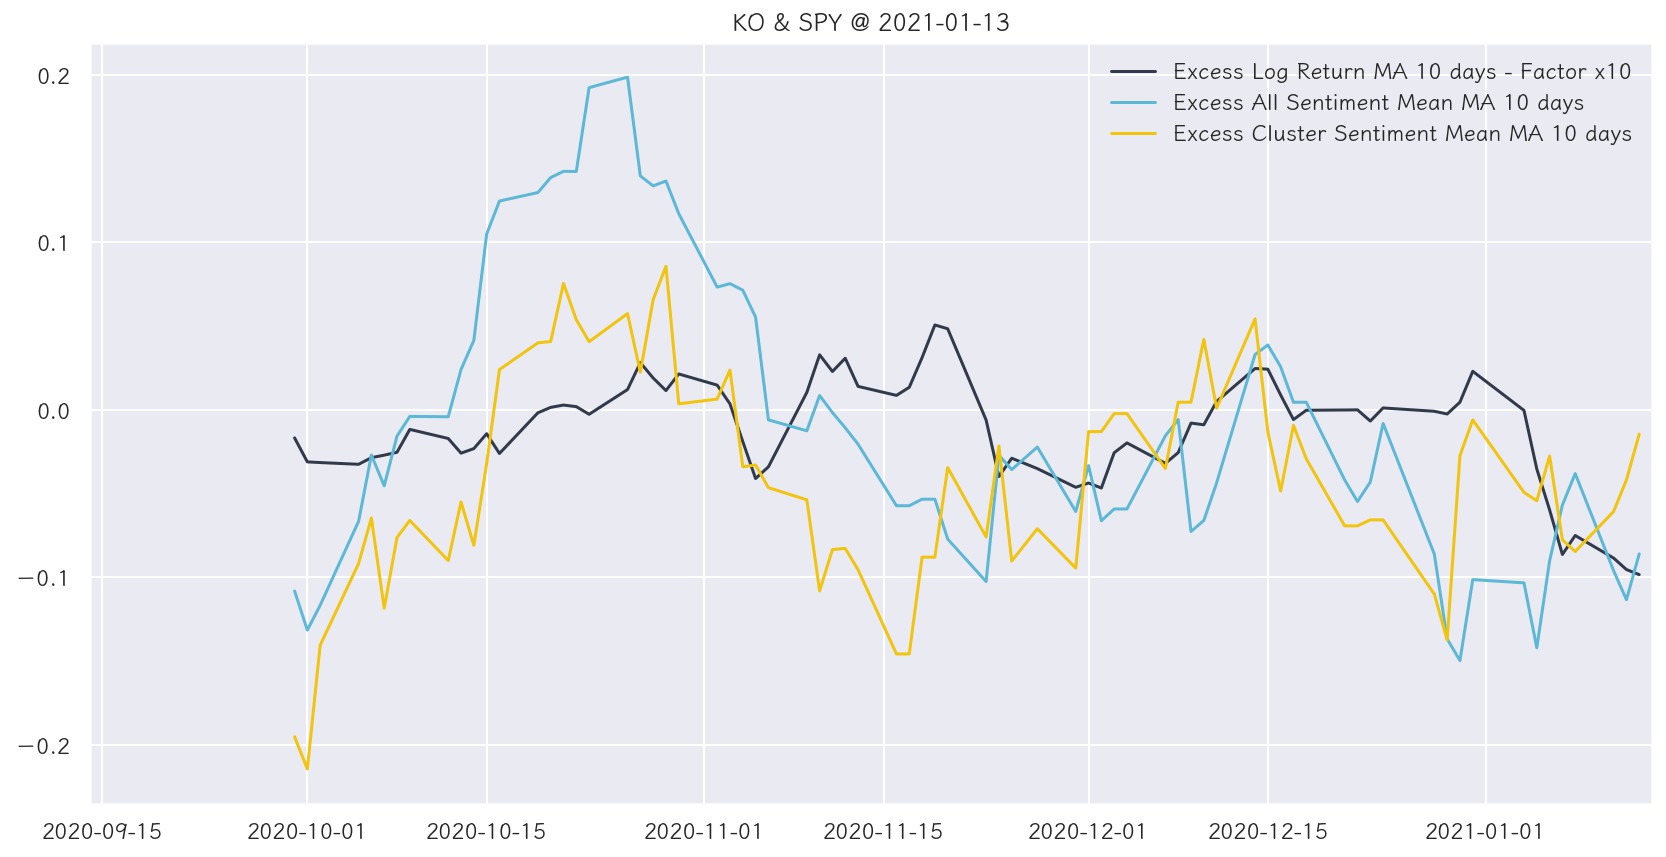 KO & SPY @ 2021-01-13
Excess Log Return MA 10 days - Factor x10
Excess All Sentiment Mean MA 10 days
Excess Cluster Sentiment Mean MA 10 days
0.2
0.1
0.0
−0.1
−0.2
2020-09-15 2020-10-01 2020-10-15 2020-11-01 2020-11-15 2020-12-01 2020-12-15 2021-01-01